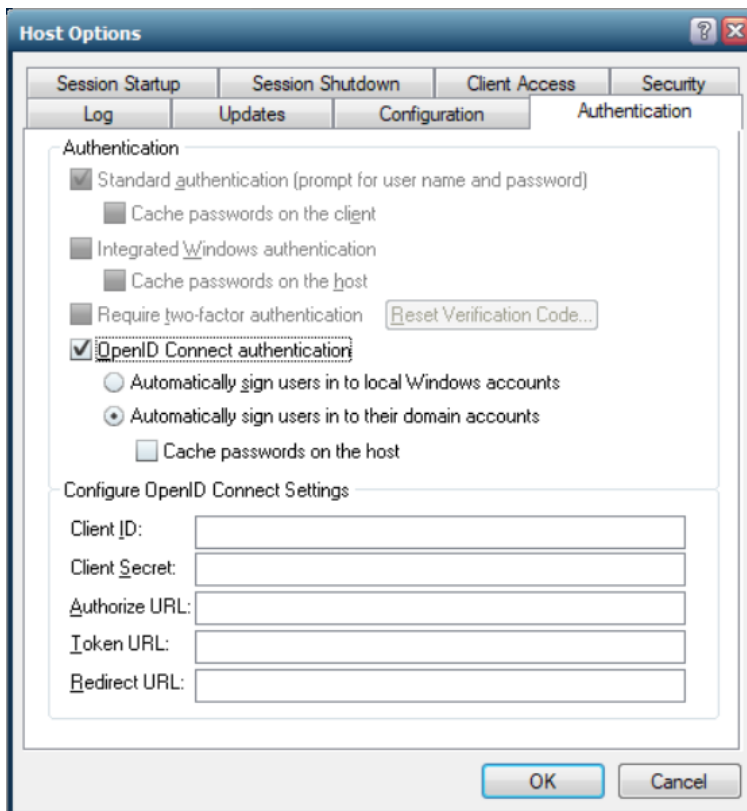 Host Options
Session Startup Session Shutdown Client Access Security
Log Updates Configuration Authentication
Authentication
Standard authentication (prompt for user name and password)
Cache passwords on the client
Integrated Windows authentication
Cache passwords on the host
Require two-factor authentication Reset Verification Code...
OpenID Connect authentication
Automatically sign users in to local Windows accounts
Automatically sign users in to their domain accounts
Cache passwords on the host
Configure OpenID Connect Settings
Client ID:
Client Secret:
Authorize URL:
Token URL:
Redirect URL:
OK Cancel